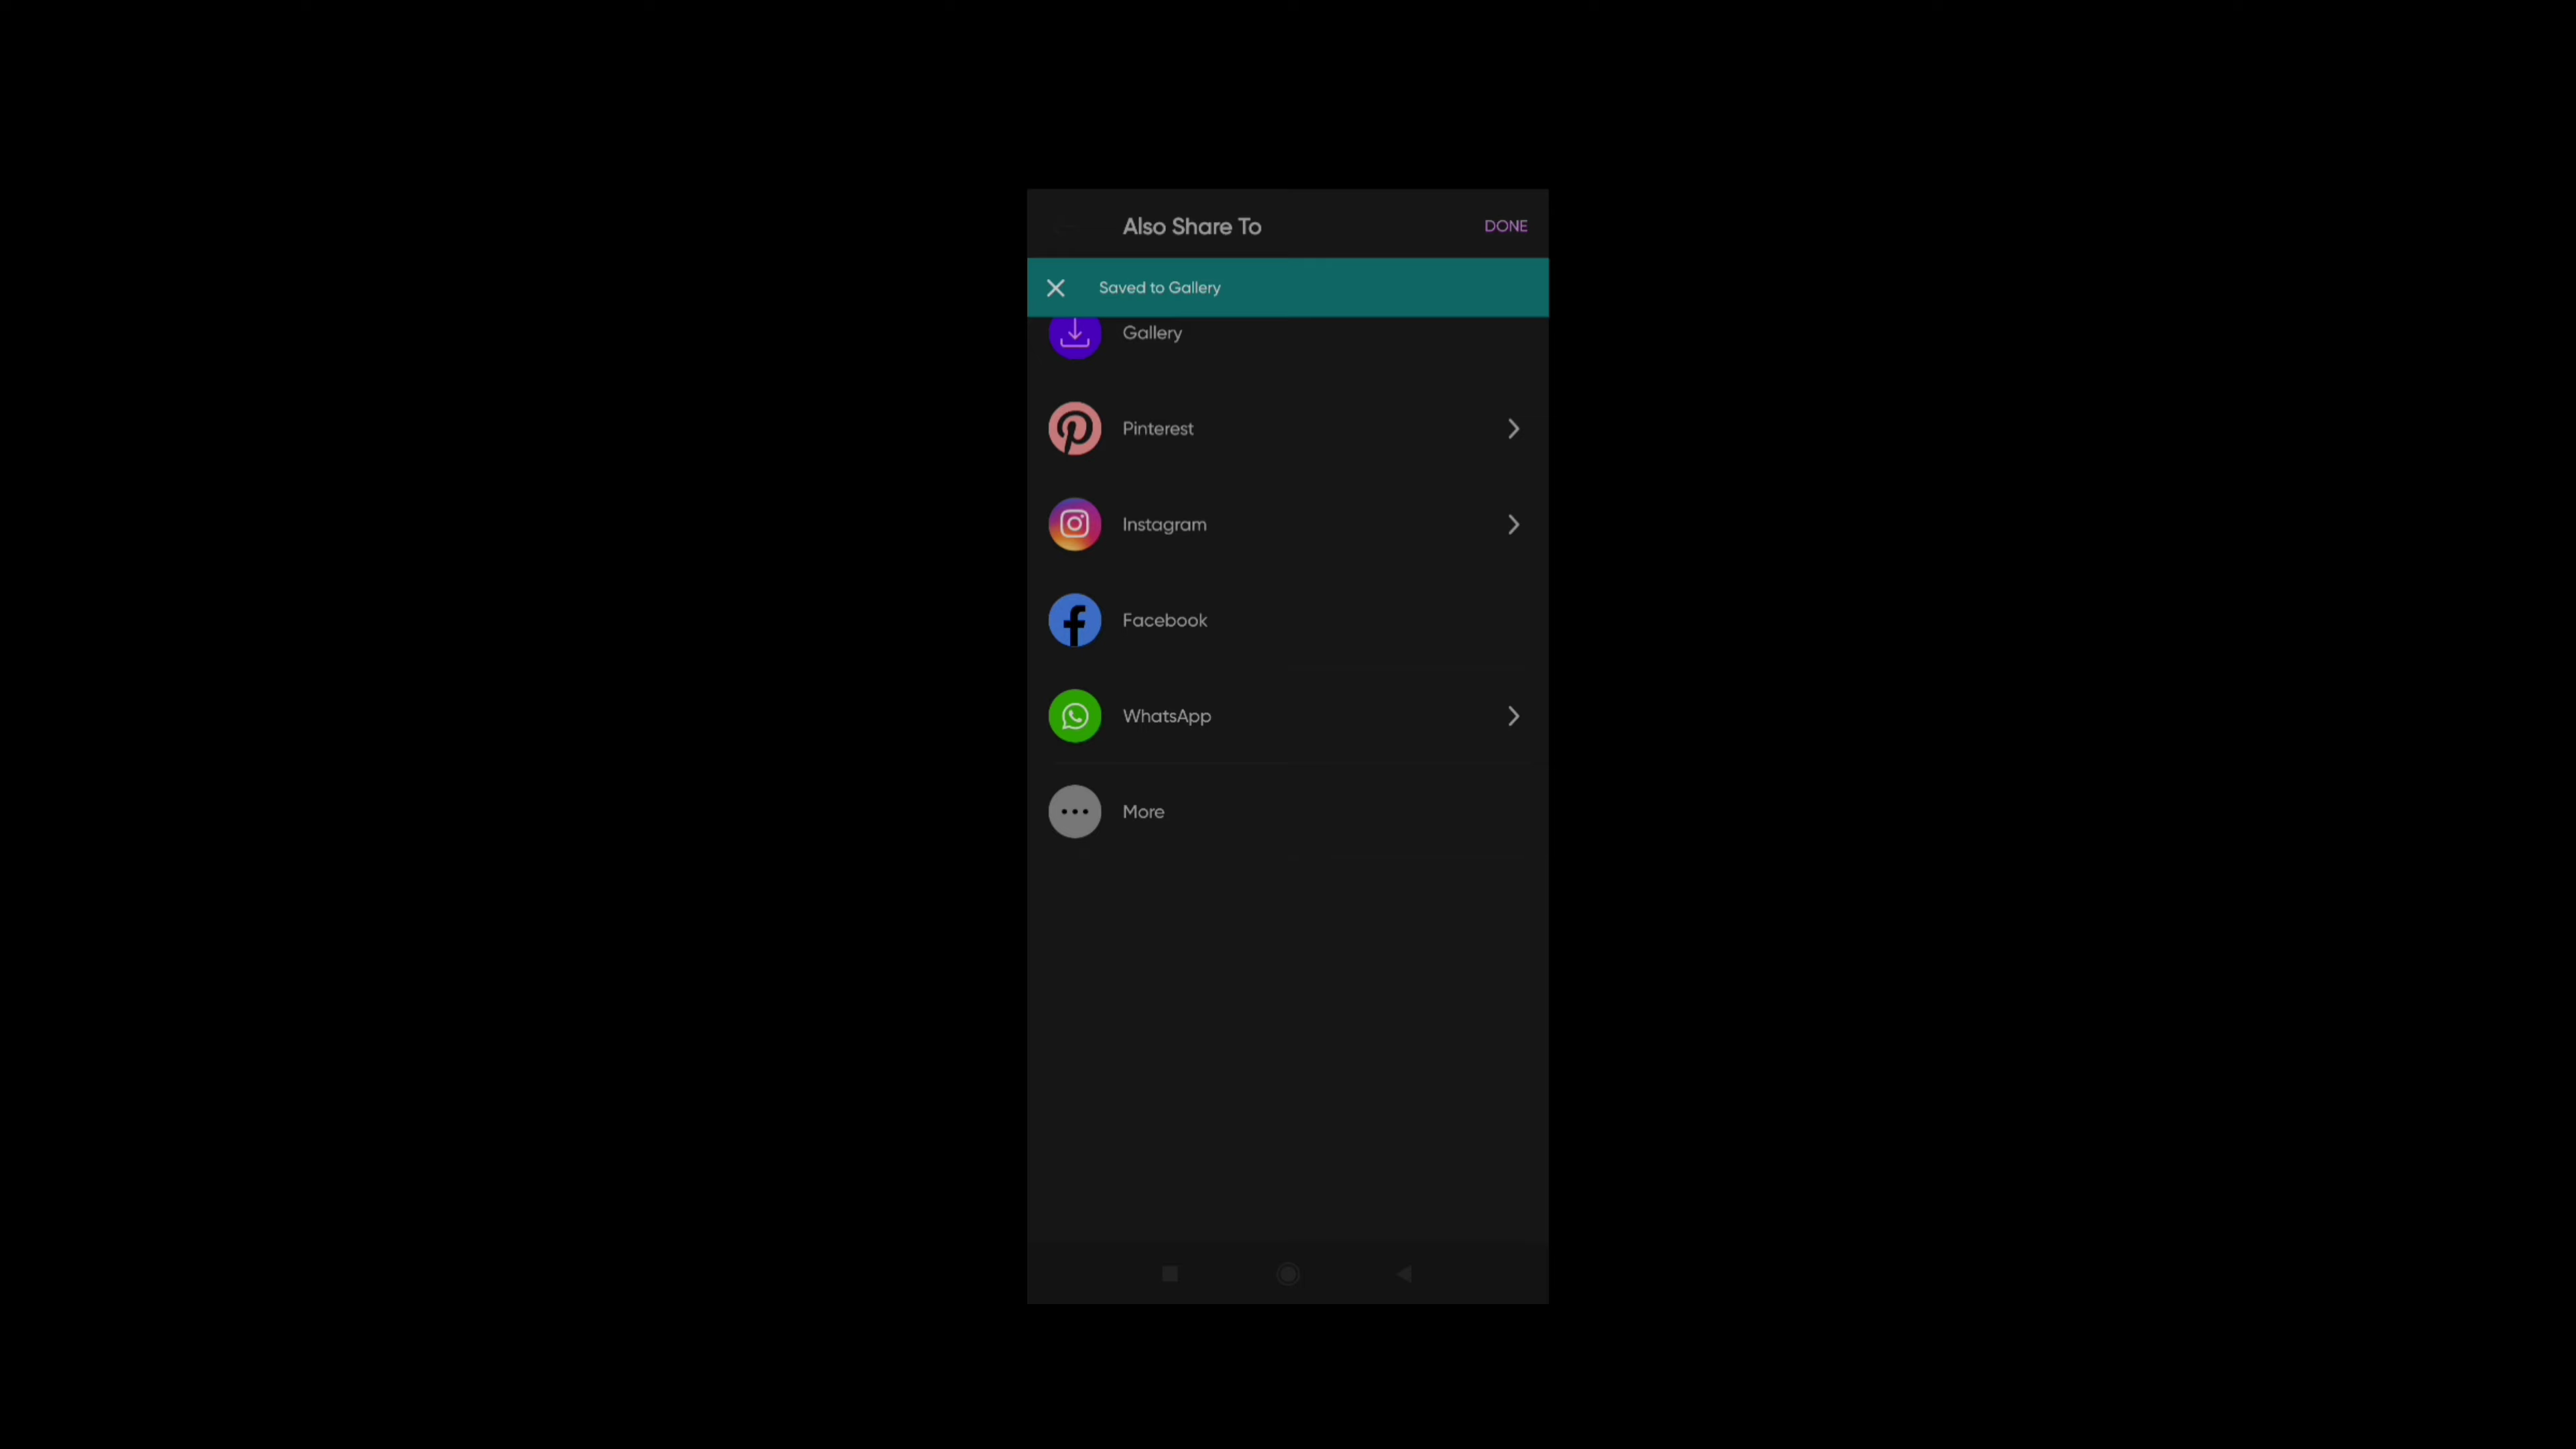 Also Share To
DONE
Saved to Gallery
Gallery
Pinterest
Instagram
Facebook
WhatsApp
More